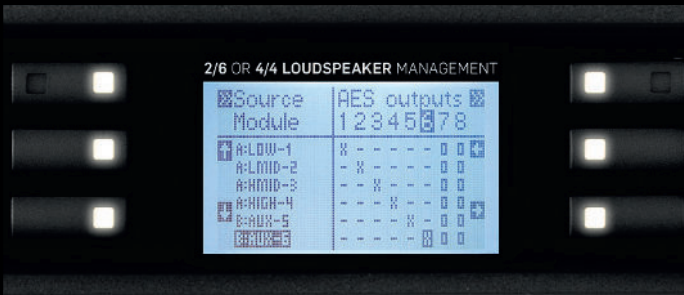 2/6 OR 4/4 LOUDSPEAKER MANAGEMENT
Source AES outputs
Module 12345678
A:LOW-1 X - - - - - 0 0
A:LMID-2 - X - - - - 0 0
A:HMID-3 - - X - - - 0 0
A:HIGH-4 - - - X - - 0 0
B:AUX-5 - - - - X - 0 0
B:AUX-6 - - - - - X 0 0